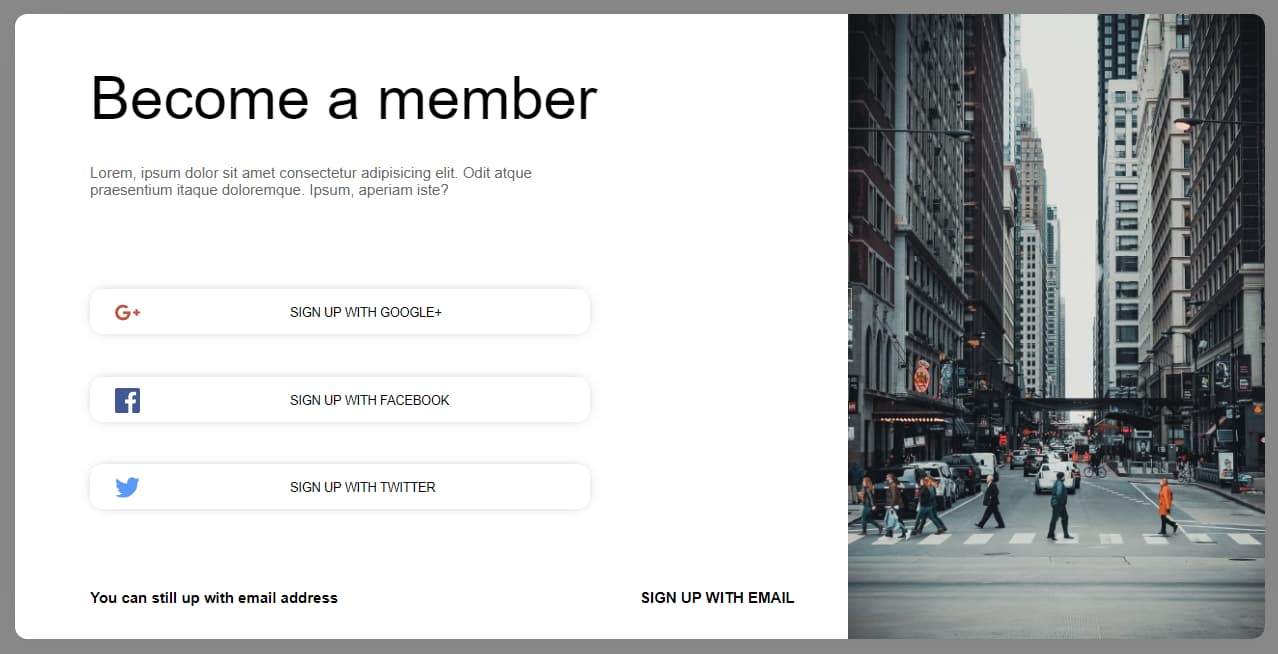 Become a member
Lorem, ipsum dolor sit amet consectetur adipisicing elit. Odit atque
praesentium itaque doloremque. Ipsum, aperiam iste?
SIGN UP WITH GOOGLE+
SIGN UP WITH FACEBOOK
SIGN UP WITH TWITTER
You can still up with email address
SIGN UP WITH EMAIL